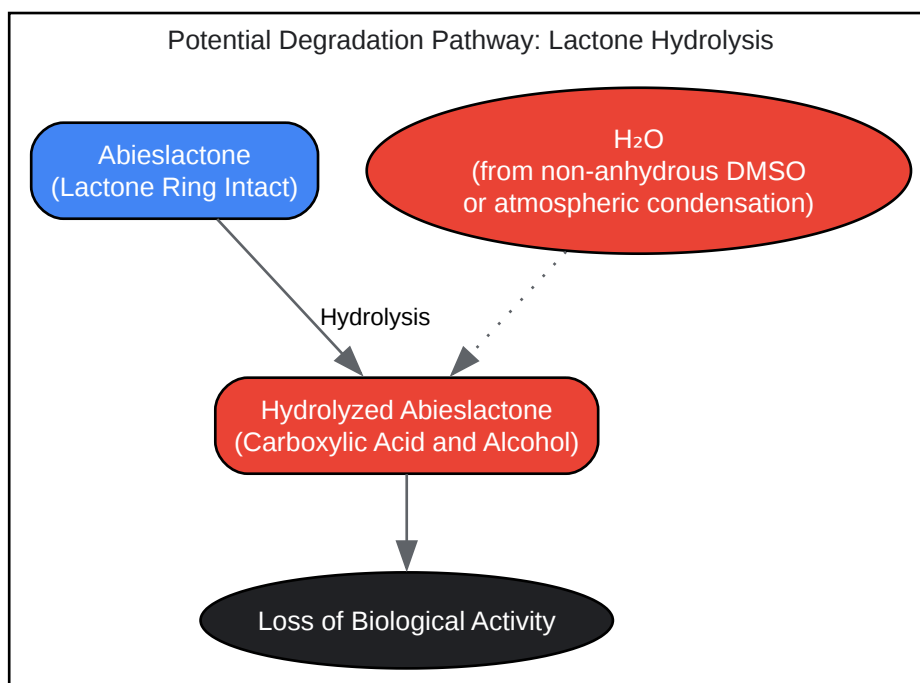 Potential Degradation Pathway: Lactone Hydrolysis
Abieslactone
(Lactone Ring Intact)
H₂O
(from non-anhydrous DMSO
or atmospheric condensation)
Hydrolysis
Hydrolyzed Abieslactone
(Carboxylic Acid and Alcohol)
Loss of Biological Activity